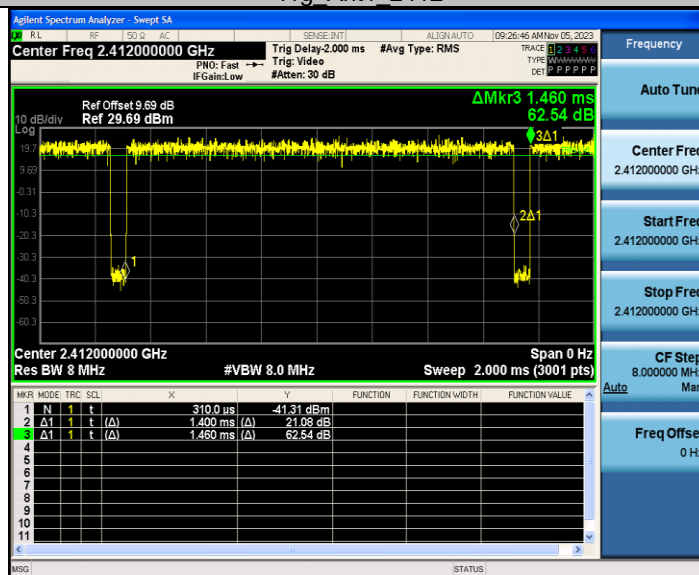 Agilent Spectrum Analyzer - Swept SA
RL RF 50 Ω AC SENSE:INT ALIGN AUTO 09:26:46 AM Nov 05, 2023
Center Freq 2.412000000 GHz
PNO: Fast
IFGain:Low
Trig Delay-2.000 ms
Trig: Video
#Atten: 30 dB
#Avg Type: RMS
TRACE 1 2 3 4 5 6
TYPE
DET P P P P P P
Ref Offset 9.69 dB
10 dB/div Ref 29.69 dBm
Log
ΔMkr3 1.460 ms
62.54 dB
19.7
9.69
-0.31
-10.3
-20.3
-30.3
-40.3
-50.3
-60.3
3Δ1
2Δ1
1
Center 2.412000000 GHz Span 0 Hz
Res BW 8 MHz #VBW 8.0 MHz Sweep 2.000 ms (3001 pts)
MKR MODE TRC SCL X Y FUNCTION FUNCTION WIDTH FUNCTION VALUE
1 N 1 t 310.0 µs -41.31 dBm
2 Δ1 1 t (Δ) 1.400 ms (Δ) 21.08 dB
3 Δ1 1 t (Δ) 1.460 ms (Δ) 62.54 dB
4
5
6
7
8
9
10
11
MSG STATUS
Frequency
Auto Tune
Center Freq
2.412000000 GHz
Start Freq
2.412000000 GHz
Stop Freq
2.412000000 GHz
CF Step
8.000000 MHz
Auto Man
Freq Offset
0 Hz